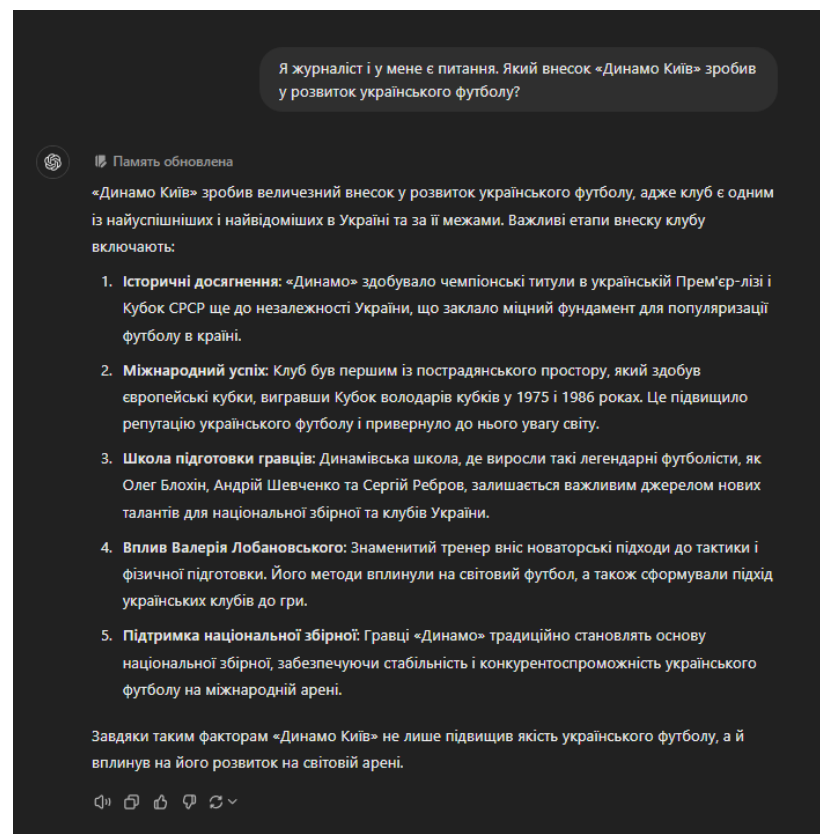 Я журналіст і у мене є питання. Який внесок «Динамо Київ» зробив
у розвиток українського футболу?
Память обновлена
«Динамо Київ» зробив величезний внесок у розвиток українського футболу, адже клуб є одним
із найуспішніших і найвідоміших в Україні та за її межами. Важливі етапи внеску клубу
включають:
1. Історичні досягнення: «Динамо» здобувало чемпіонські титули в українській Прем'єр-лізі і
Кубок СРСР ще до незалежності України, що заклало міцний фундамент для популяризації
футболу в країні.
2. Міжнародний успіх: Клуб був першим із пострадянського простору, який здобув
європейські кубки, вигравши Кубок володарів кубків у 1975 і 1986 роках. Це підвищило
репутацію українського футболу і привернуло до нього увагу світу.
3. Школа підготовки гравців: Динамівська школа, де виросли такі легендарні футболісти, як
Олег Блохін, Андрій Шевченко та Сергій Ребров, залишається важливим джерелом нових
талантів для національної збірної та клубів України.
4. Вплив Валерія Лобановського: Знаменитий тренер вніс новаторські підходи до тактики і
фізичної підготовки. Його методи вплинули на світовий футбол, а також сформували підхід
українських клубів до гри.
5. Підтримка національної збірної: Гравці «Динамо» традиційно становлять основу
національної збірної, забезпечуючи стабільність і конкурентоспроможність українського
футболу на міжнародній арені.
Завдяки таким факторам «Динамо Київ» не лише підвищив якість українського футболу, а й
вплинув на його розвиток на світовій арені.